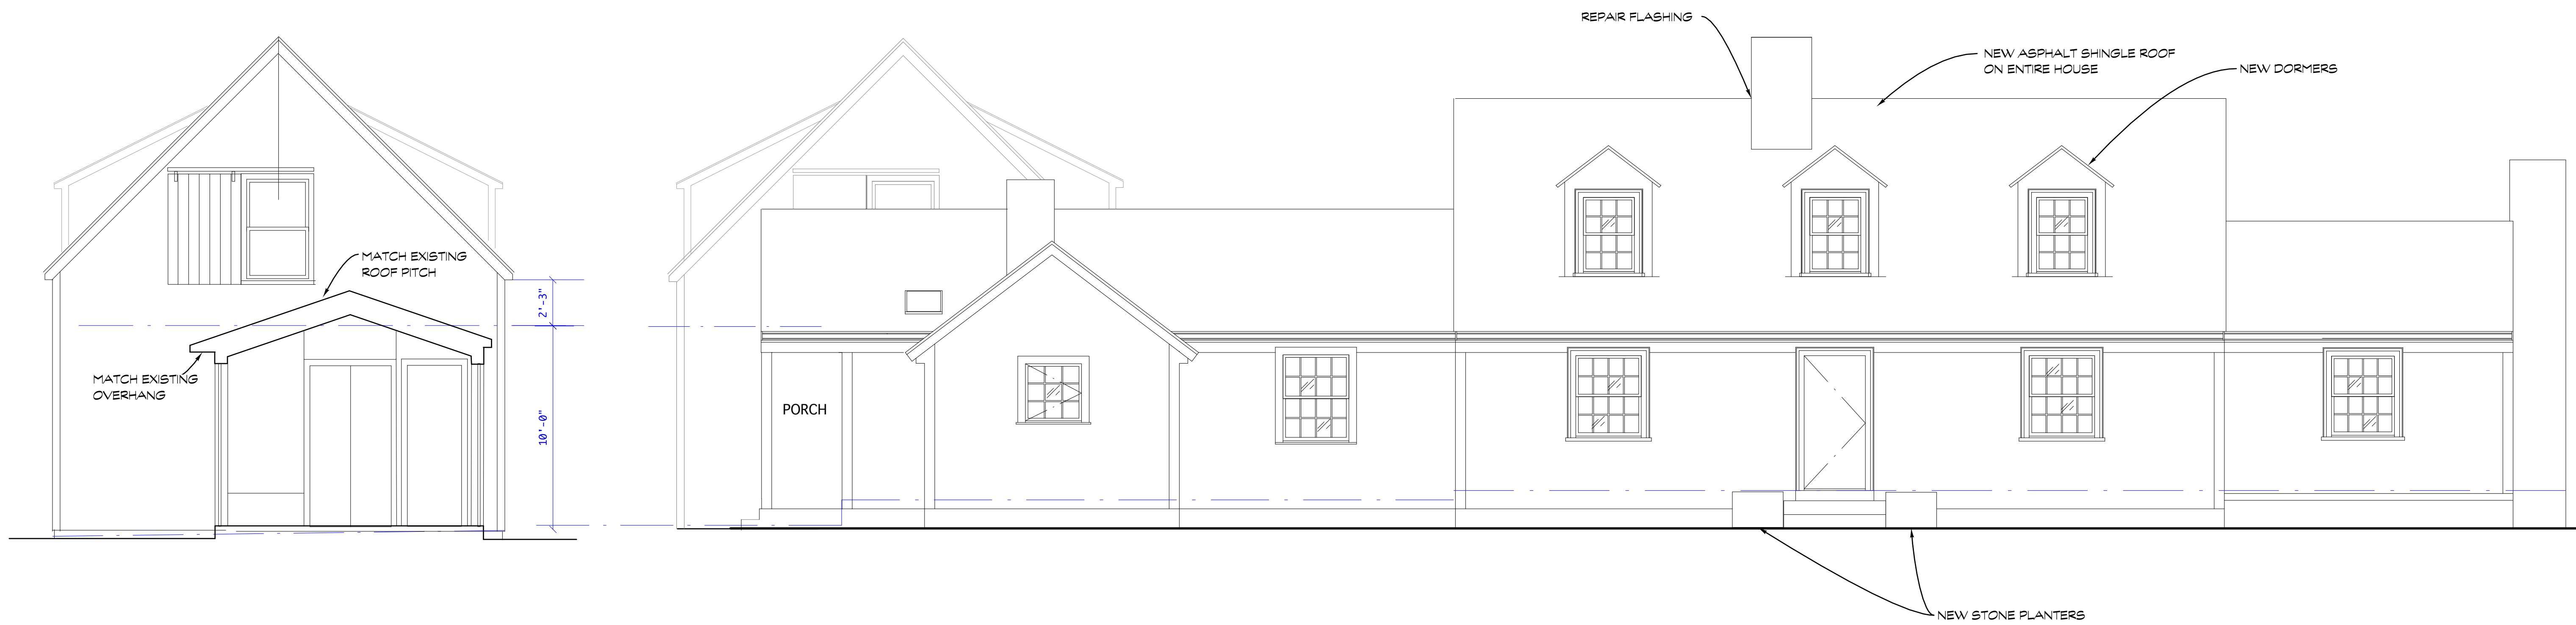 MATCH EXISTING
ROOF PITCH
MATCH EXISTING
OVERHANG
2'-3"
10'-0"
PORCH
REPAIR FLASHING
NEW ASPHALT SHINGLE ROOF
ON ENTIRE HOUSE
NEW DORMERS
NEW STONE PLANTERS